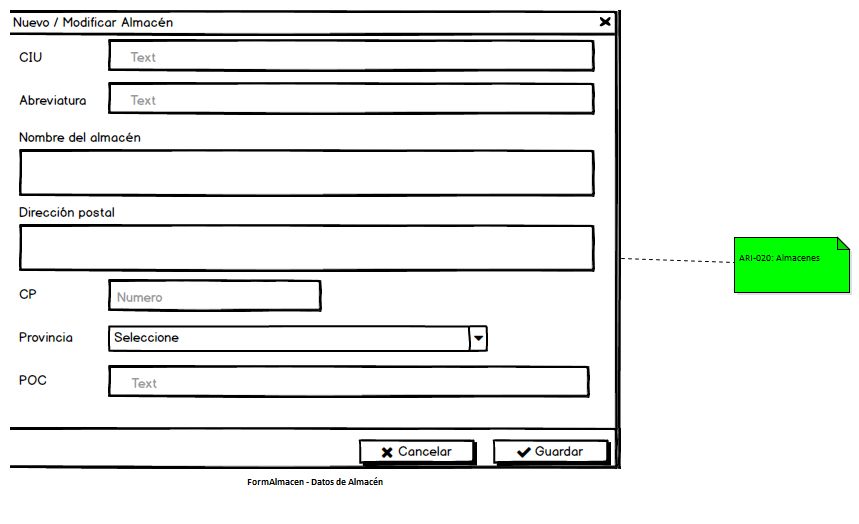 Nuevo / Modificar Almacén
CIU
Text
Abreviatura
Text
Nombre del almacén
Dirección postal
ARI-020: Almacenes
CP
Numero
Provincia
Seleccione
POC
Text
Cancelar
Guardar
FormAlmacen - Datos de Almacén